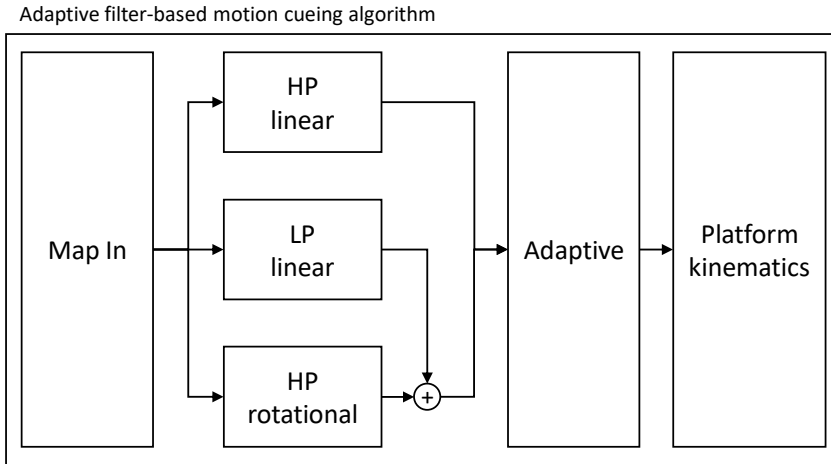 Adaptive filter-based motion cueing algorithm
Map In
HP
linear
LP
linear
HP
rotational
+
Adaptive
Platform
kinematics